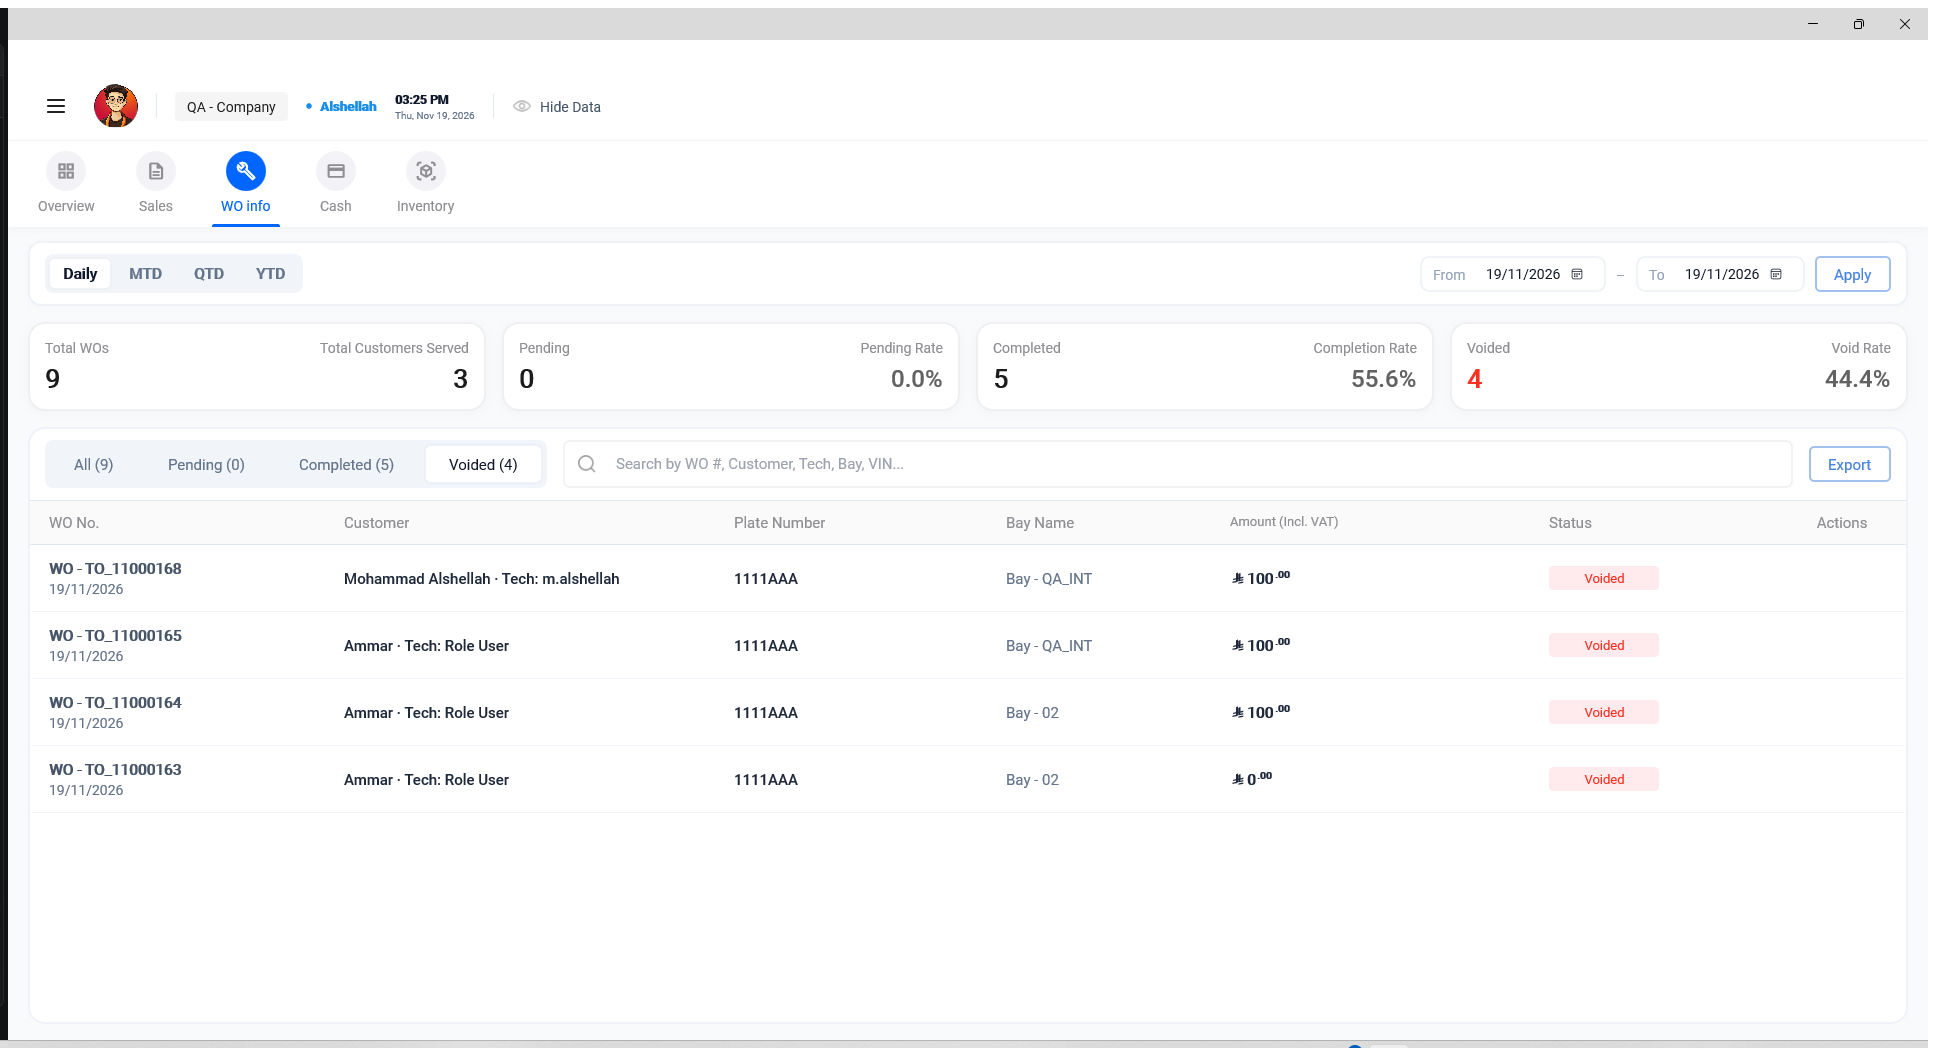 QA - Company
• Alshellah
03:25 PM
Thu, Nov 19, 2026
Hide Data
Overview Sales WO info Cash Inventory
Daily MTD QTD YTD
From 19/11/2026 – To 19/11/2026 Apply
Total WOs Total Customers Served Pending Pending Rate Completed Completion Rate Voided Void Rate
9 3 0 0.0% 5 55.6% 4 44.4%
All (9) Pending (0) Completed (5) Voided (4) Search by WO #, Customer, Tech, Bay, VIN... Export
WO No. Customer Plate Number Bay Name Amount (Incl. VAT) Status Actions
WO - TO_11000168
19/11/2026
Mohammad Alshellah · Tech: m.alshellah 1111AAA Bay - QA_INT 100.00 Voided
WO - TO_11000165
19/11/2026
Ammar · Tech: Role User 1111AAA Bay - QA_INT 100.00 Voided
WO - TO_11000164
19/11/2026
Ammar · Tech: Role User 1111AAA Bay - 02 100.00 Voided
WO - TO_11000163
19/11/2026
Ammar · Tech: Role User 1111AAA Bay - 02 0.00 Voided